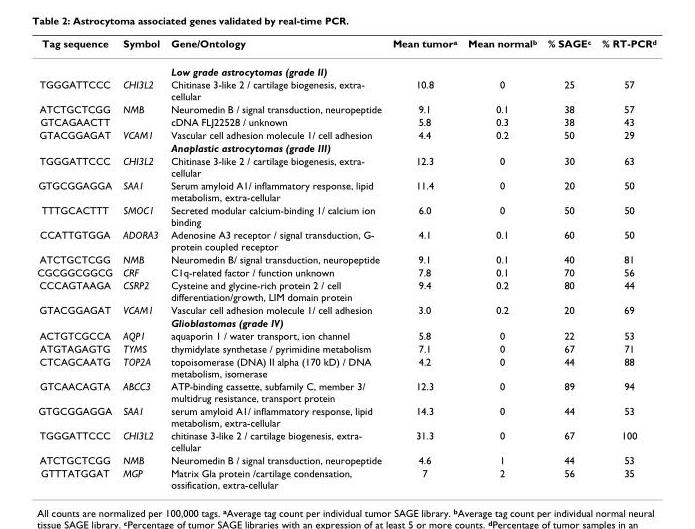 Table 2: Astrocytoma associated genes validated by real-time PCR.
Tag sequence Symbol Gene/Ontology Mean tumorᵃ Mean normalᵇ % SAGEᶜ % RT-PCRᵈ
Low grade astrocytomas (grade II)
TGGGATTCCC CHI3L2 Chitinase 3-like 2 / cartilage biogenesis, extra- 10.8 0 25 57
cellular
ATCTGCTCGG NMB Neuromedin B / signal transduction, neuropeptide 9.1 0.1 38 57
GTCAGAACTT cDNA FLJ22528 / unknown 5.8 0.3 38 43
GTACGGAGAT VCAM1 Vascular cell adhesion molecule 1/ cell adhesion 4.4 0.2 50 29
Anaplastic astrocytomas (grade III)
TGGGATTCCC CHI3L2 Chitinase 3-like 2 / cartilage biogenesis, extra- 12.3 0 30 63
cellular
GTGCGGAGGA SAA1 Serum amyloid A1/ inflammatory response, lipid 11.4 0 20 50
metabolism, extra-cellular
TTTGCACTTT SMOC1 Secreted modular calcium-binding 1/ calcium ion 6.0 0 50 50
binding
CCATTGTGGA ADORA3 Adenosine A3 receptor / signal transduction, G- 4.1 0.1 60 50
protein coupled receptor
ATCTGCTCGG NMB Neuromedin B/ signal transduction, neuropeptide 9.1 0.1 40 81
CGCGGCGGCG CRF C1q-related factor / function unknown 7.8 0.1 70 56
CCCAGTAAGA CSRP2 Cysteine and glycine-rich protein 2 / cell 9.4 0.2 80 44
differentiation/growth, LIM domain protein
GTACGGAGAT VCAM1 Vascular cell adhesion molecule 1/ cell adhesion 3.0 0.2 20 69
Glioblastomas (grade IV)
ACTGTCGCCA AQP1 aquaporin 1 / water transport, ion channel 5.8 0 22 53
ATGTAGAGTG TYMS thymidylate synthetase / pyrimidine metabolism 7.1 0 67 71
CTCAGCAATG TOP2A topoisomerase (DNA) II alpha (170 kD) / DNA 4.2 0 44 88
metabolism, isomerase
GTCAACAGTA ABCC3 ATP-binding cassette, subfamily C, member 3/ 12.3 0 89 94
multidrug resistance, transport protein
GTGCGGAGGA SAA1 serum amyloid A1/ inflammatory response, lipid 14.3 0 44 53
metabolism, extra-cellular
TGGGATTCCC CHI3L2 chitinase 3-like 2 / cartilage biogenesis, extra- 31.3 0 67 100
cellular
ATCTGCTCGG NMB Neuromedin B / signal transduction, neuropeptide 4.6 1 44 53
GTTTATGGAT MGP Matrix Gla protein /cartilage condensation, 7 2 56 35
ossification, extra-cellular
All counts are normalized per 100,000 tags. ᵃAverage tag count per individual tumor SAGE library. ᵇAverage tag count per individual normal neural
tissue SAGE library. ᶜPercentage of tumor SAGE libraries with an expression of at least 5 or more counts. ᵈPercentage of tumor samples in an